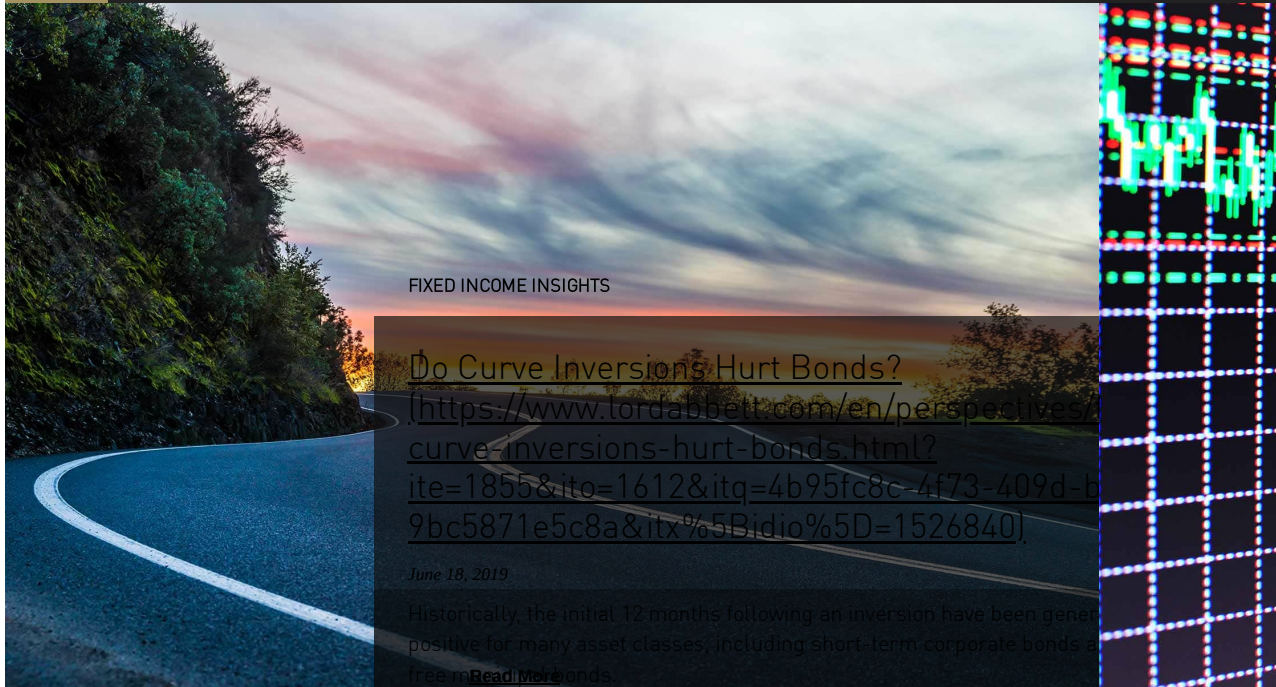 FIXED INCOME INSIGHTS
Do Curve Inversions Hurt Bonds?
(https://www.lordabbett.com/en/perspectives/
curve-inversions-hurt-bonds.html?
ite=1855&ito=1612&itq=4b95fc8c-4f73-409d-b
9bc5871e5c8a&itx%5Bidio%5D=1526840)
June 18, 2019
Historically, the initial 12 months following an inversion have been gener
positive for many asset classes, including short-term corporate bonds a
free bonds.
Read More